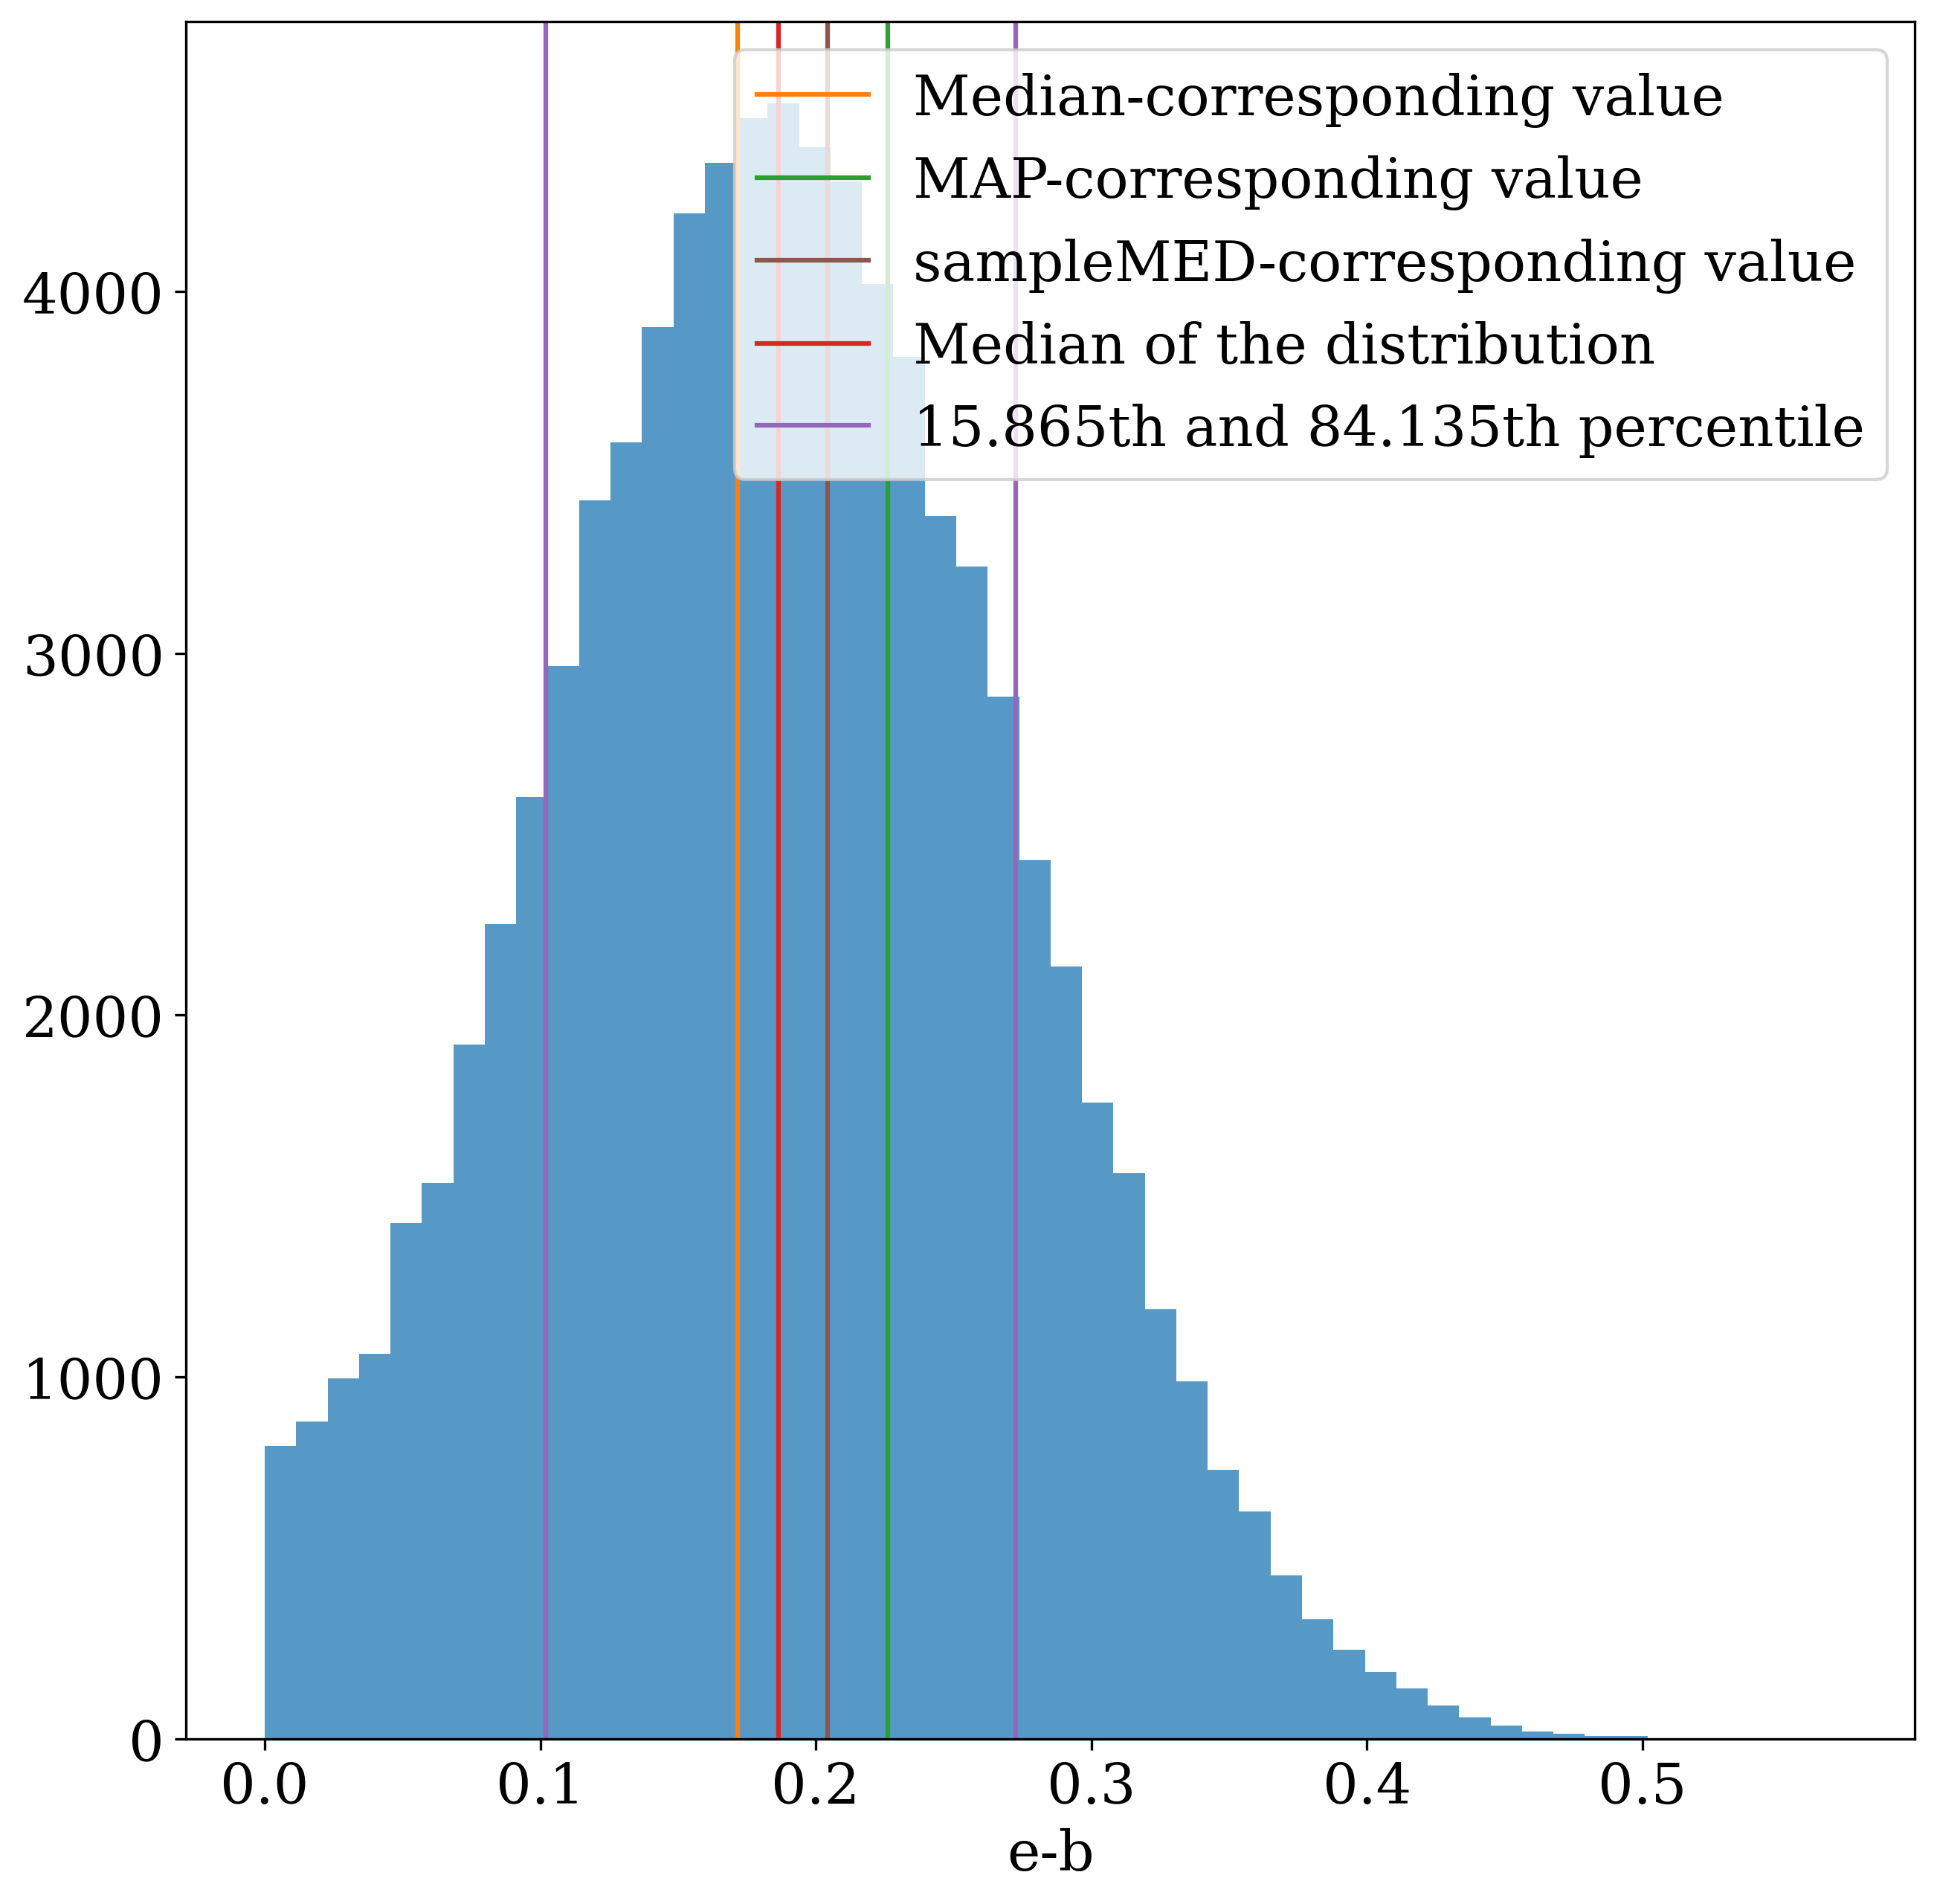 Median-corresponding value
MAP-corresponding value
sampleMED-corresponding value
Median of the distribution
15.865th and 84.135th percentile
4000
3000
2000
1000
0
0.0 0.1 0.2 0.3 0.4 0.5
e-b